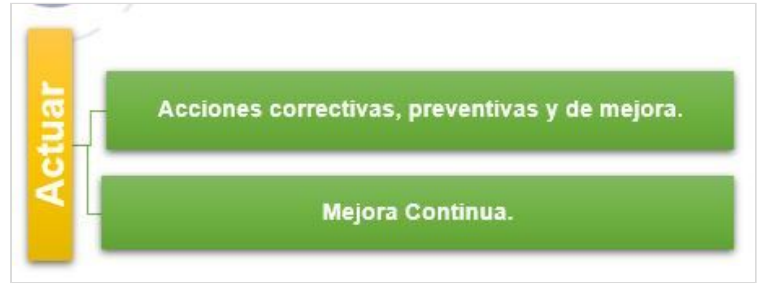 Actuar
Acciones correctivas, preventivas y de mejora.
Mejora Continua.